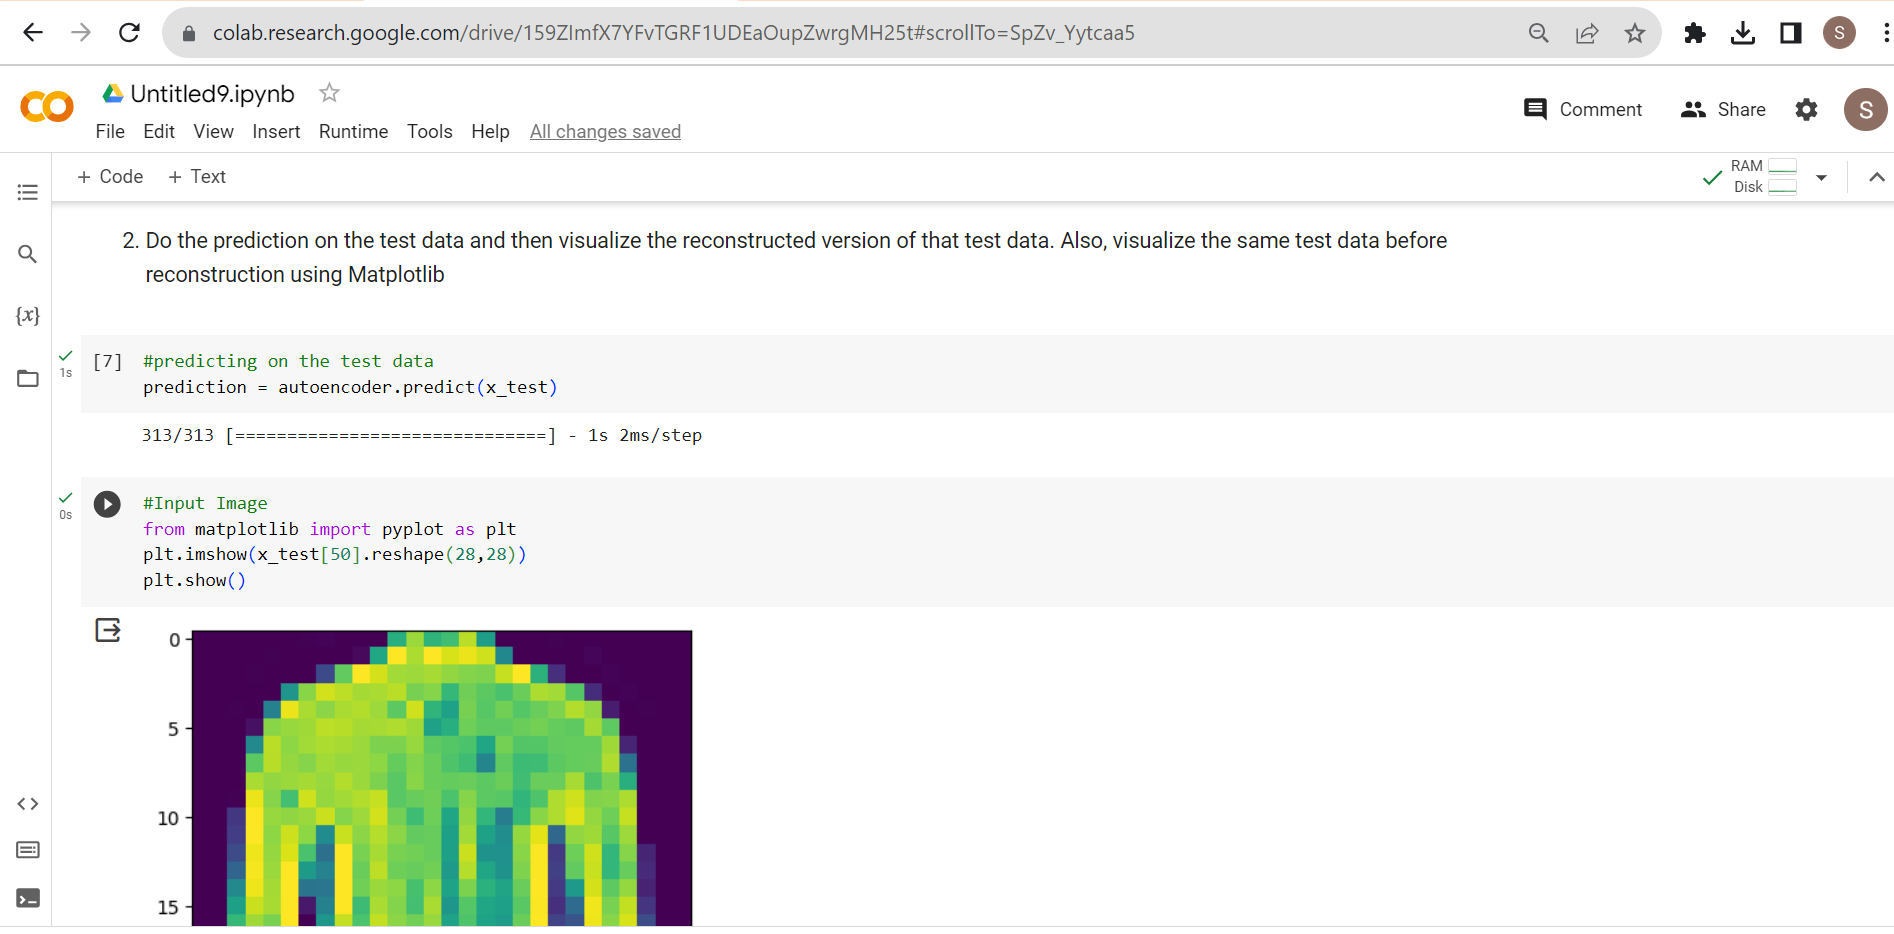 colab.research.google.com/drive/159ZlmfX7YFvTGRF1UDEaOupZwrgMH25t#scrollTo=SpZv_Yytcaa5
S
Untitled9.ipynb
Comment
Share
S
File Edit View Insert Runtime Tools Help All changes saved
+ Code + Text
RAM
Disk
2. Do the prediction on the test data and then visualize the reconstructed version of that test data. Also, visualize the same test data before
reconstruction using Matplotlib
{x}
[7] #predicting on the test data
1s
prediction = autoencoder.predict(x_test)
313/313 [==============================] - 1s 2ms/step
#Input Image
0s
from matplotlib import pyplot as plt
plt.imshow(x_test[50].reshape(28,28))
plt.show()
0
5
10
15